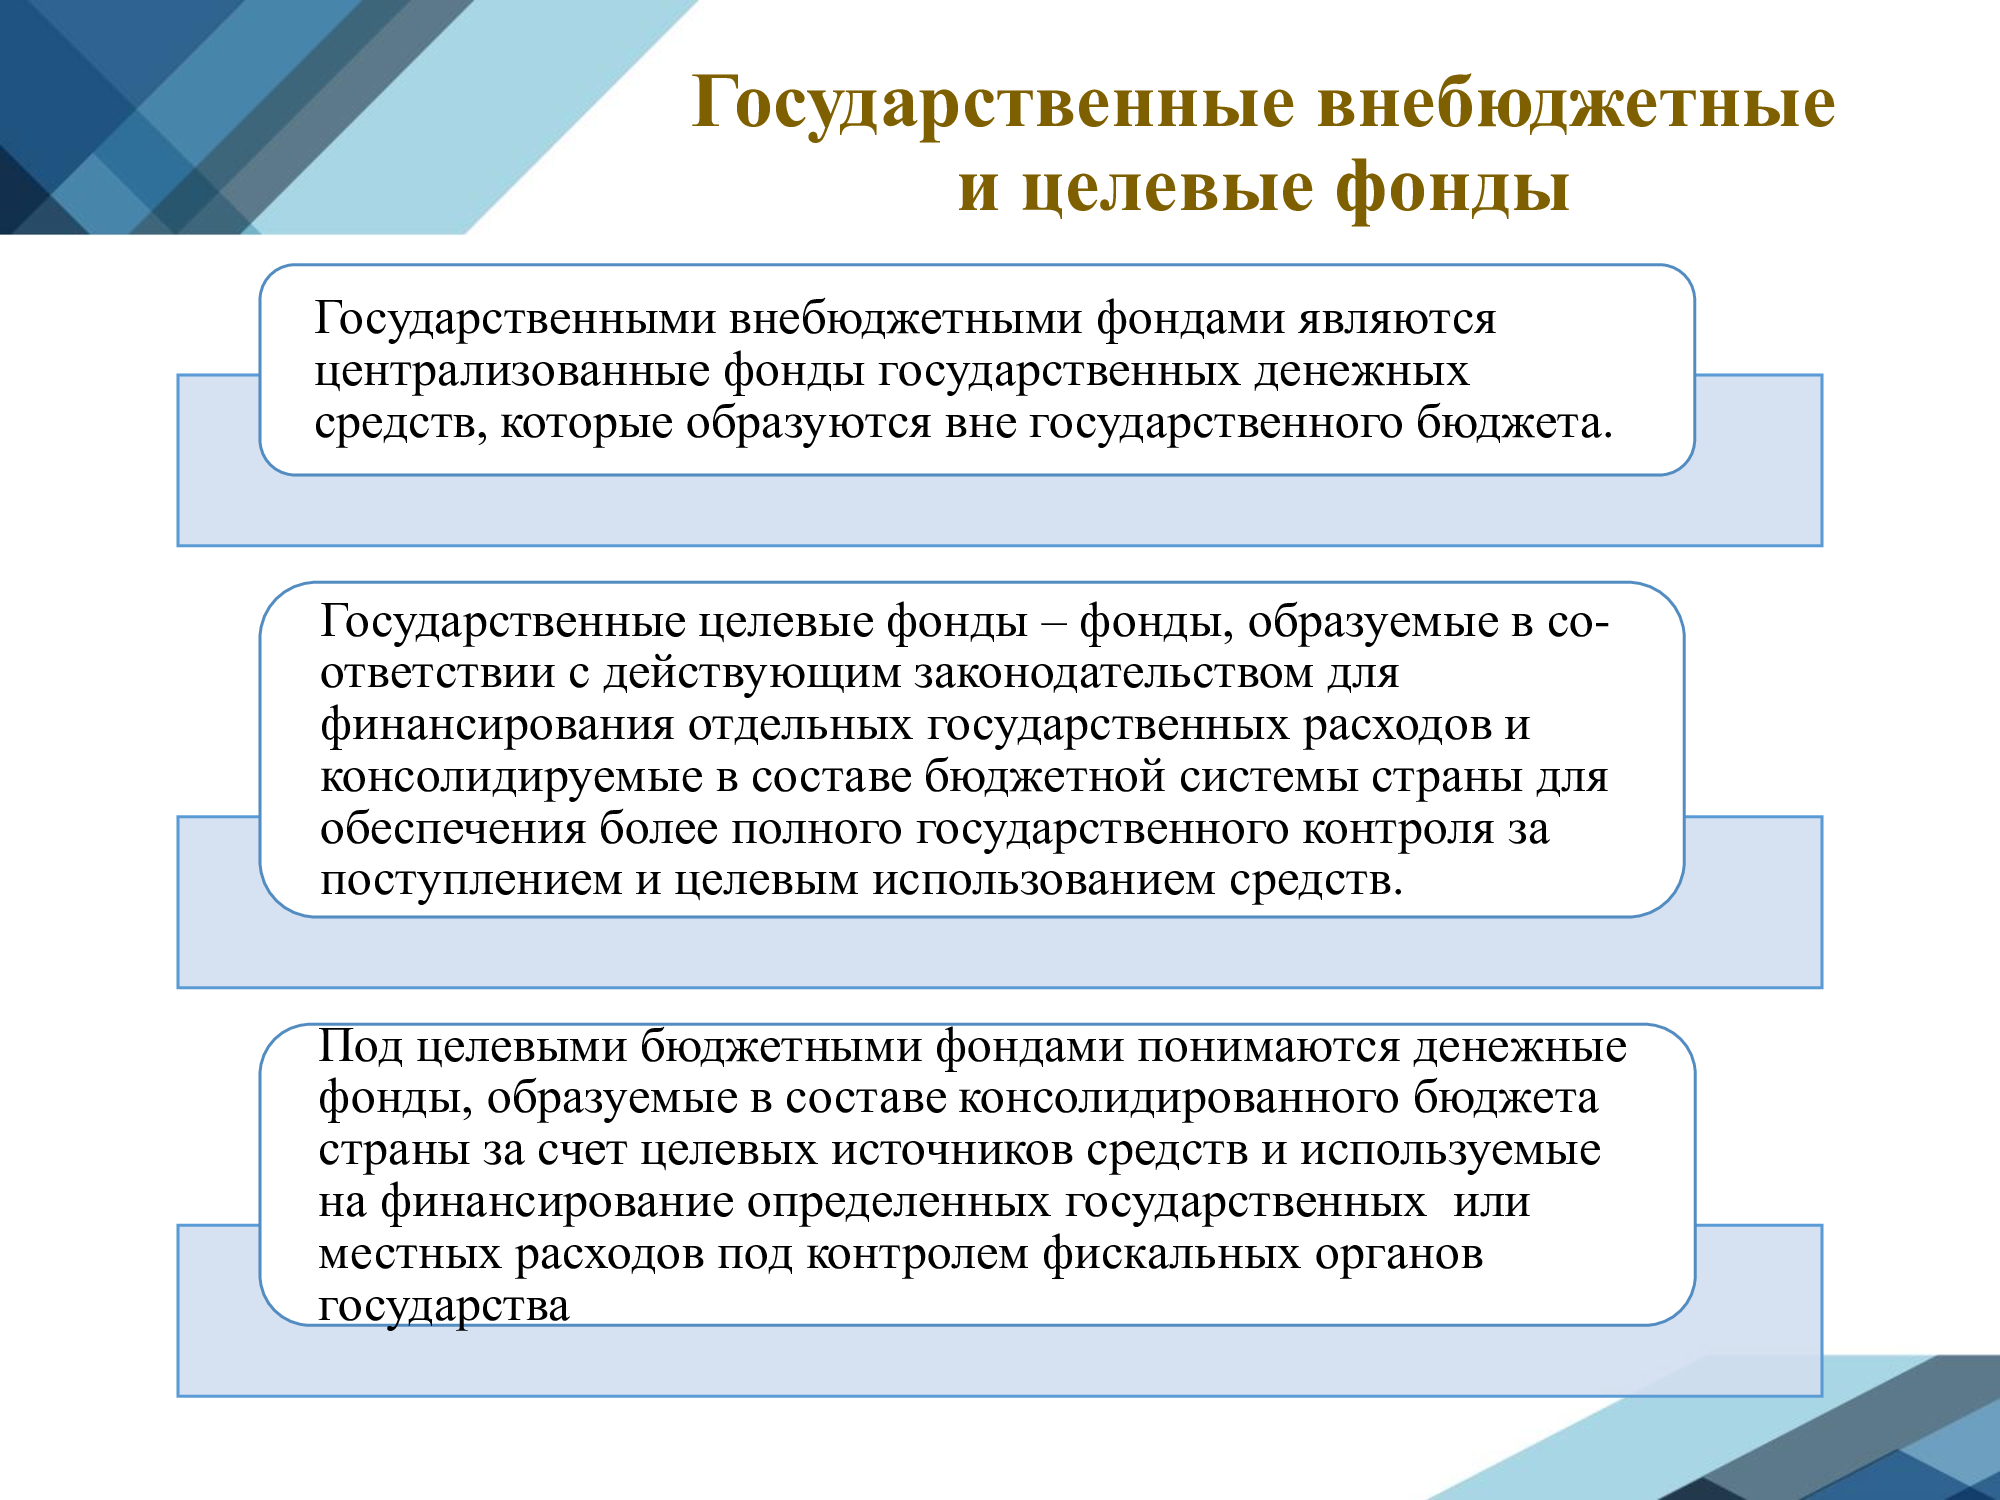 Государственные внебюджетные
и целевые фонды
Государственными внебюджетными фондами являются
централизованные фонды государственных денежных
средств, которые образуются вне государственного бюджета.
Государственные целевые фонды – фонды, образуемые в со-
ответствии с действующим законодательством для
финансирования отдельных государственных расходов и
консолидируемые в составе бюджетной системы страны для
обеспечения более полного государственного контроля за
поступлением и целевым использованием средств.
Под целевыми бюджетными фондами понимаются денежные
фонды, образуемые в составе консолидированного бюджета
страны за счет целевых источников средств и используемые
на финансирование определенных государственных  или
местных расходов под контролем фискальных органов
государства